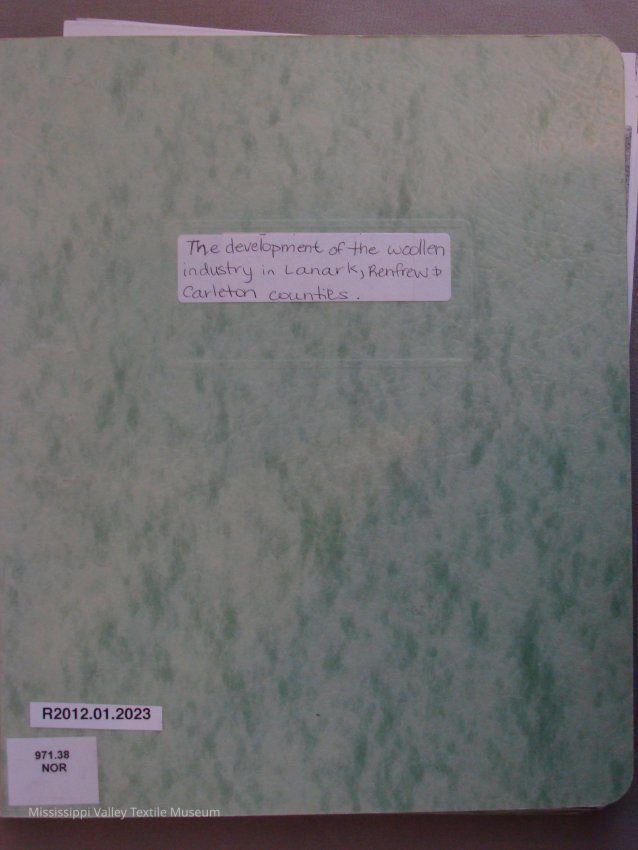 The development of the woollen
industry in Lanark, Renfrew &
Carleton counties.
R2012.01.2023
971.38
NOR
Mississippi Valley Textile Museum